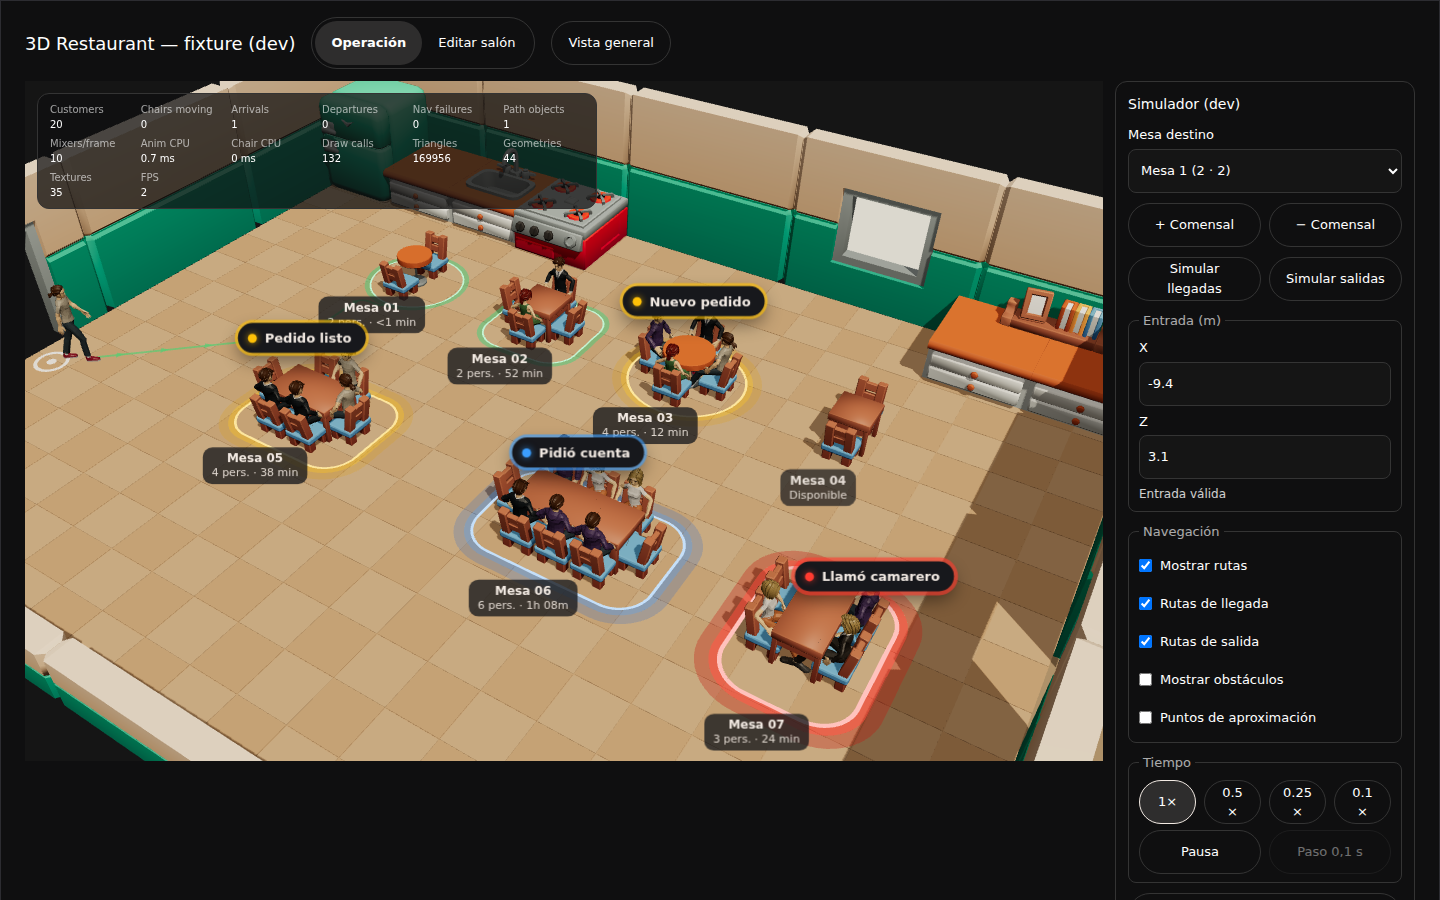 3D Restaurant — fixture (dev)
Operación
Editar salón
Vista general
Customers
20
Chairs moving
0
Arrivals
1
Departures
0
Nav failures
0
Path objects
1
Mixers/frame
10
Anim CPU
0.7 ms
Chair CPU
0 ms
Draw calls
132
Triangles
169956
Geometries
44
Textures
35
FPS
2
Mesa 01
2 pers. · <1 min
Pedido listo
Mesa 02
2 pers. · 52 min
Nuevo pedido
Mesa 03
4 pers. · 12 min
Mesa 04
Disponible
Mesa 05
4 pers. · 38 min
Pidió cuenta
Mesa 06
6 pers. · 1h 08m
Llamó camarero
Mesa 07
3 pers. · 24 min
Simulador (dev)
Mesa destino
Mesa 1 (2 · 2)
+ Comensal
− Comensal
Simular
llegadas
Simular salidas
Entrada (m)
X
-9.4
Z
3.1
Entrada válida
Navegación
Mostrar rutas
Rutas de llegada
Rutas de salida
Mostrar obstáculos
Puntos de aproximación
Tiempo
1×
0.5
×
0.25
×
0.1
×
Pausa
Paso 0,1 s